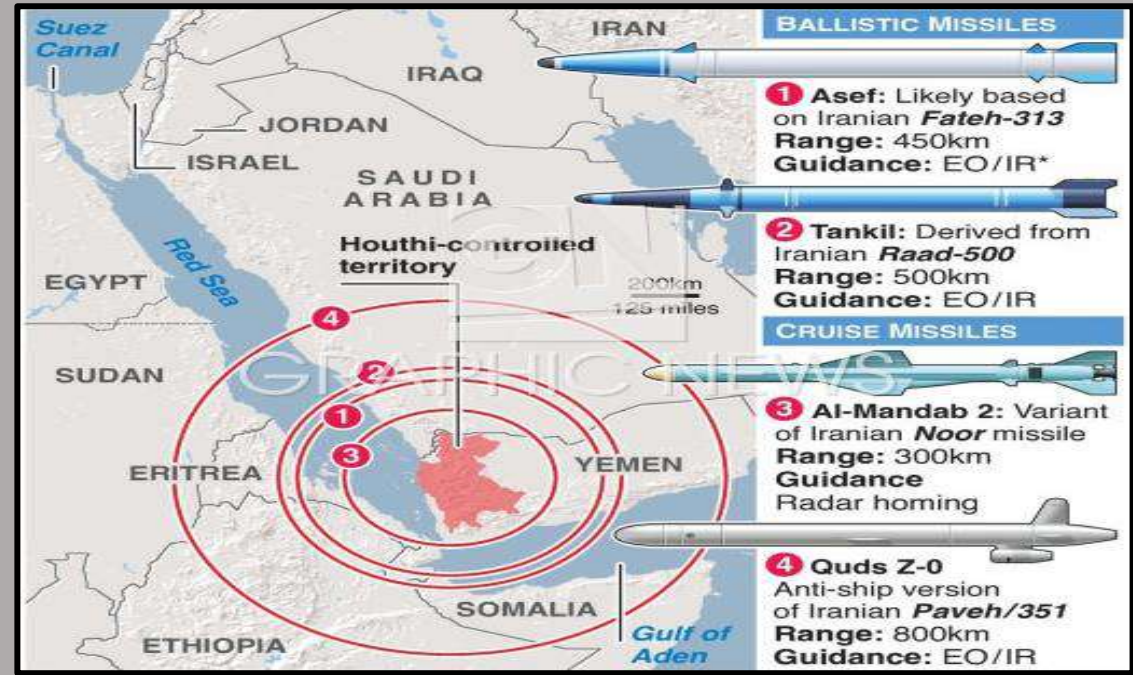 Suez
Canal
IRAN
IRAQ
JORDAN
ISRAEL
SAUDI
ARABIA
Red Sea
Houthi-controlled
territory
EGYPT
200km
125 miles
4
SUDAN
2
1
3
ERITREA
YEMEN
SOMALIA
ETHIOPIA
Gulf of
Aden
GN
GRAPHIC NEWS
BALLISTIC MISSILES
1 Asef: Likely based
on Iranian Fateh-313
Range: 450km
Guidance: EO/IR*
2 Tankil: Derived from
Iranian Raad-500
Range: 500km
Guidance: EO/IR
CRUISE MISSILES
3 Al-Mandab 2: Variant
of Iranian Noor missile
Range: 300km
Guidance
Radar homing
4 Quds Z-0
Anti-ship version
of Iranian Paveh/351
Range: 800km
Guidance: EO/IR